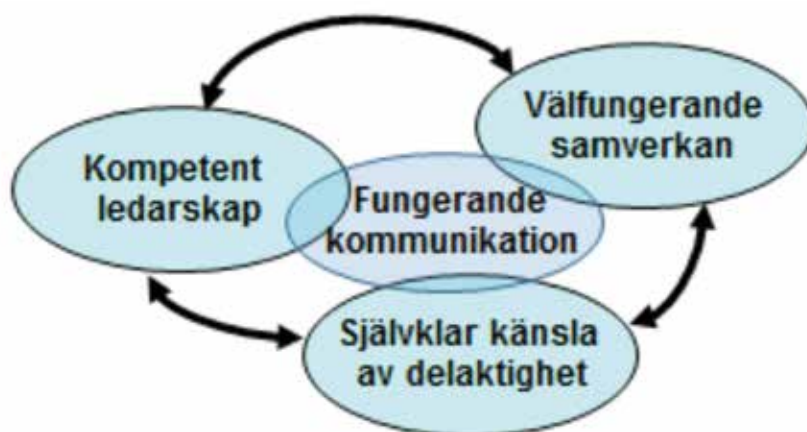 Välfungerande
samverkan
Kompetent
ledarskap
Fungerande
kommunikation
Självklar känsla
av delaktighet